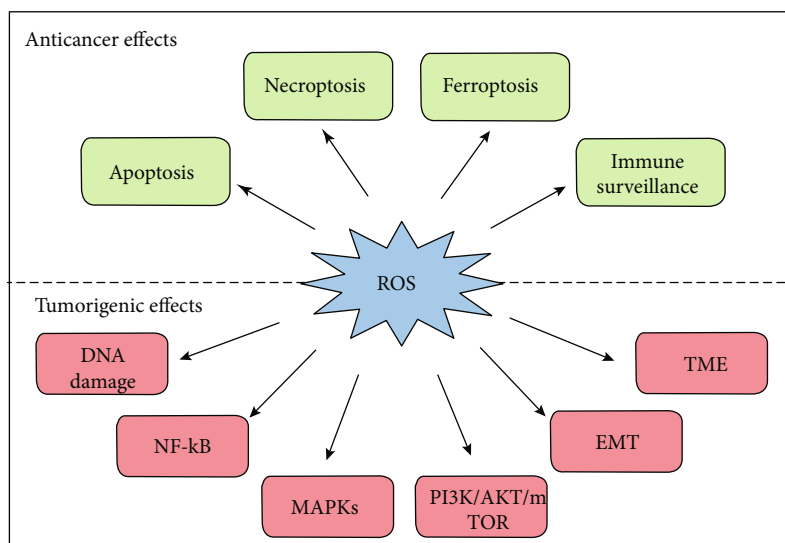 Anticancer effects
Necroptosis
Ferroptosis
Apoptosis
Immune
surveillance
ROS
Tumorigenic effects
DNA
damage
TME
NF-kB
EMT
MAPKs
PI3K/AKT/m
TOR